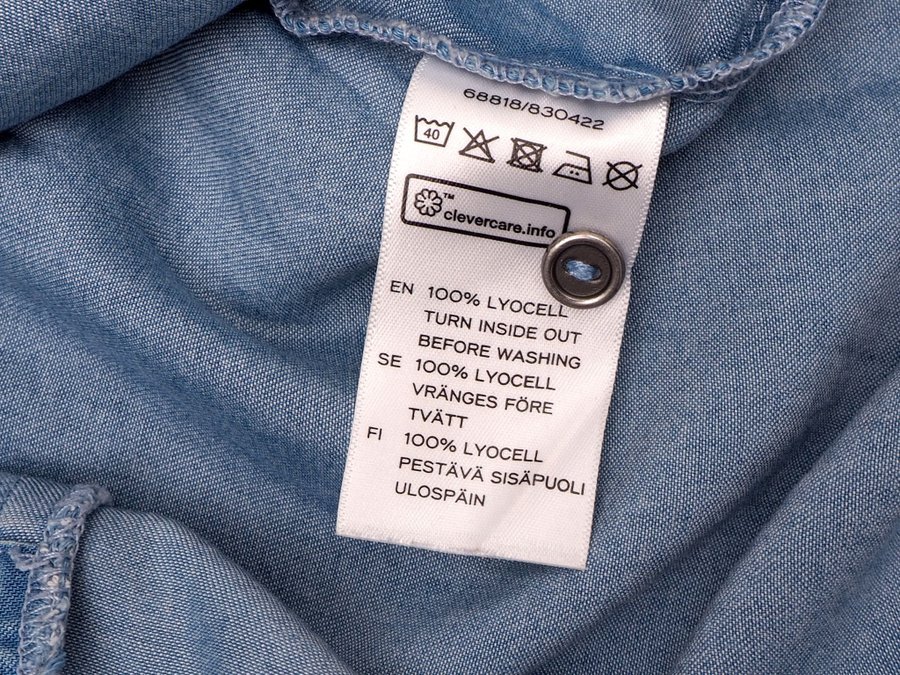 68818/830422
40
™
clevercare.info
EN 100% LYOCELL
TURN INSIDE OUT
BEFORE WASHING
SE 100% LYOCELL
VRÄNGES FÖRE
TVÄTT
FI 100% LYOCELL
PESTÄVÄ SISÄPUOLI
ULOSPÄIN